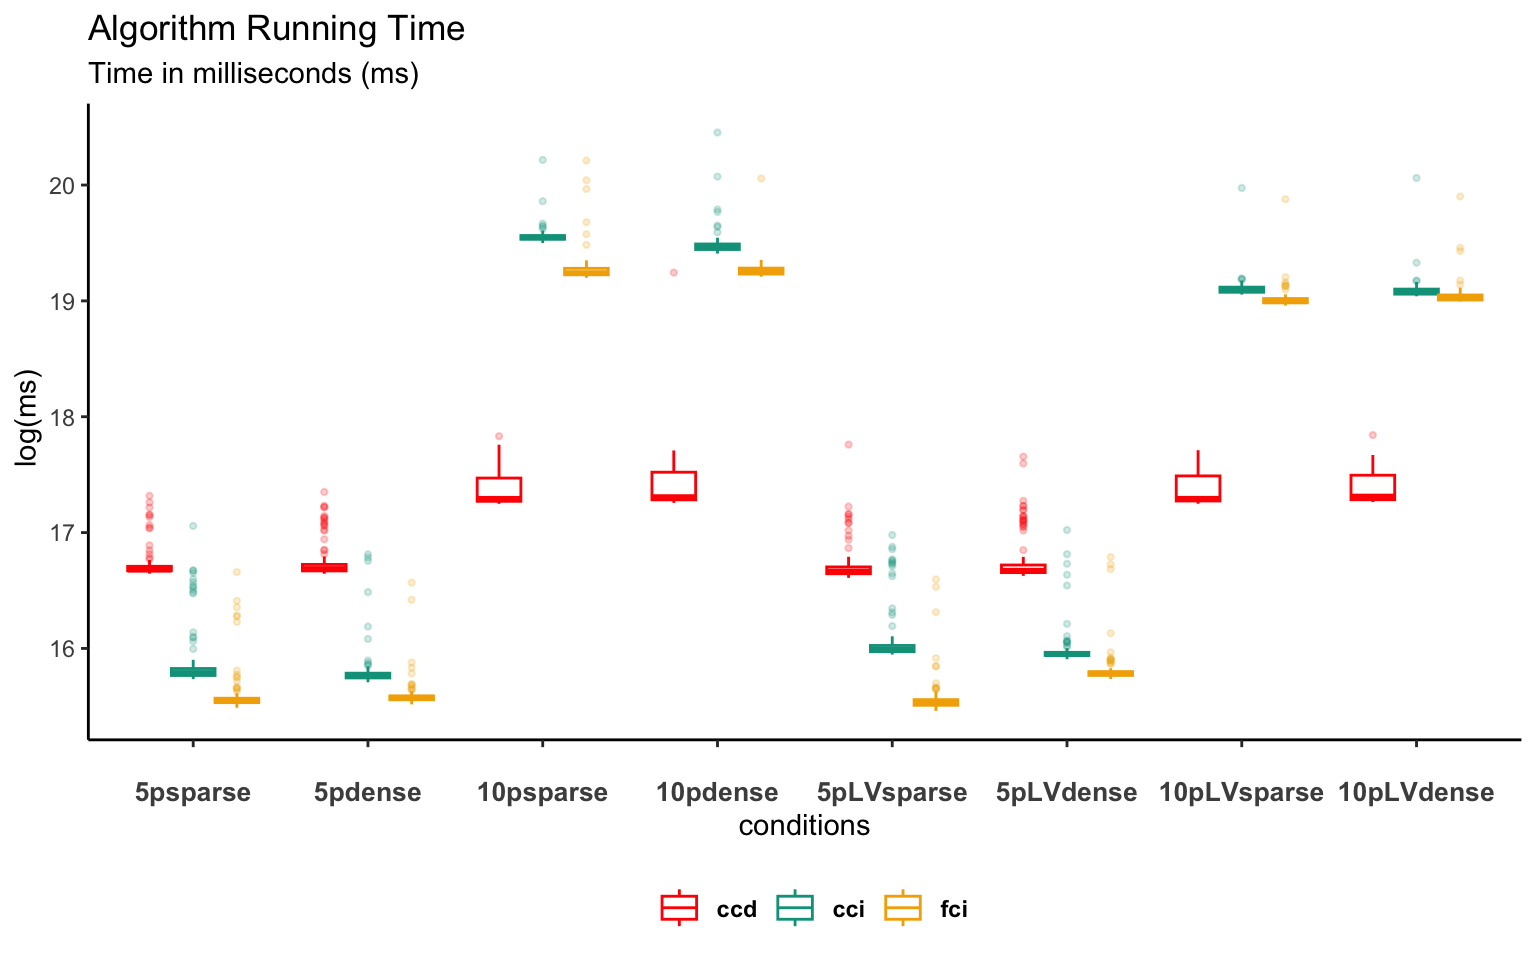 Algorithm Running Time
Time in milliseconds (ms)
log(ms)
20
19
18
17
16
5psparse 5pdense 10psparse 10pdense 5pLVsparse 5pLVdense 10pLVsparse 10pLVdense
conditions
ccd cci fci